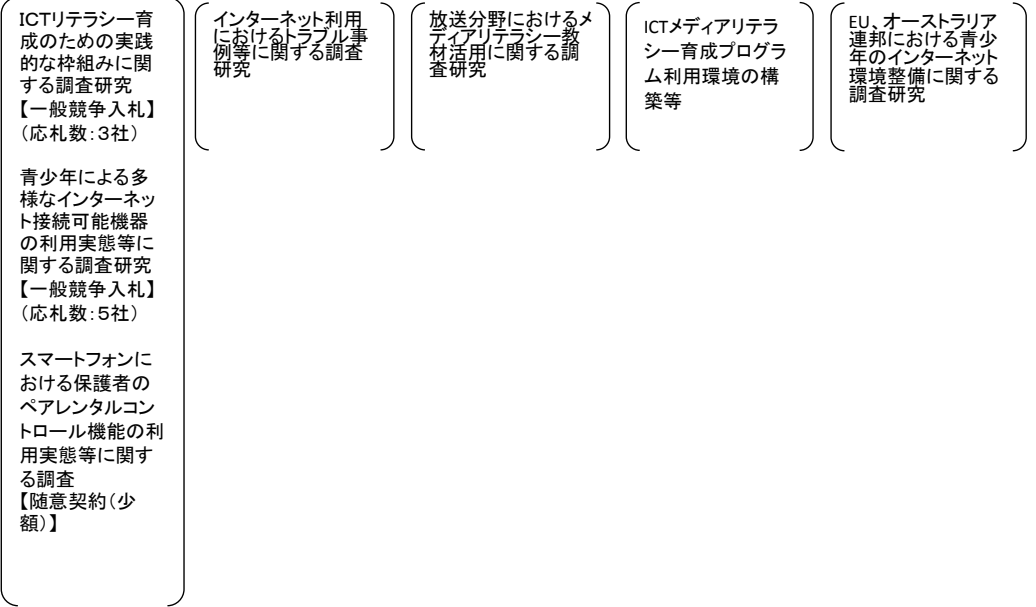 ICTリテラシー育
成のための実践
的な枠組みに関
する調査研究
【一般競争入札】
（応札数：３社）
青少年による多
様なインターネッ
ト接続可能機器
の利用実態等に
関する調査研究
【一般競争入札】
（応札数：５社）
スマートフォンに
おける保護者の
ペアレンタルコン
トロール機能の利
用実態等に関す
る調査
【随意契約（少
額）】
インターネット利用
におけるトラブル事
例等に関する調査
研究
放送分野におけるメ
ディアリテラシー教
材活用に関する調
査研究
ICTメディアリテラ
シー育成プログラ
ム利用環境の構
築等
EU、オーストラリア
連邦における青少
年のインターネット
環境整備に関する
調査研究